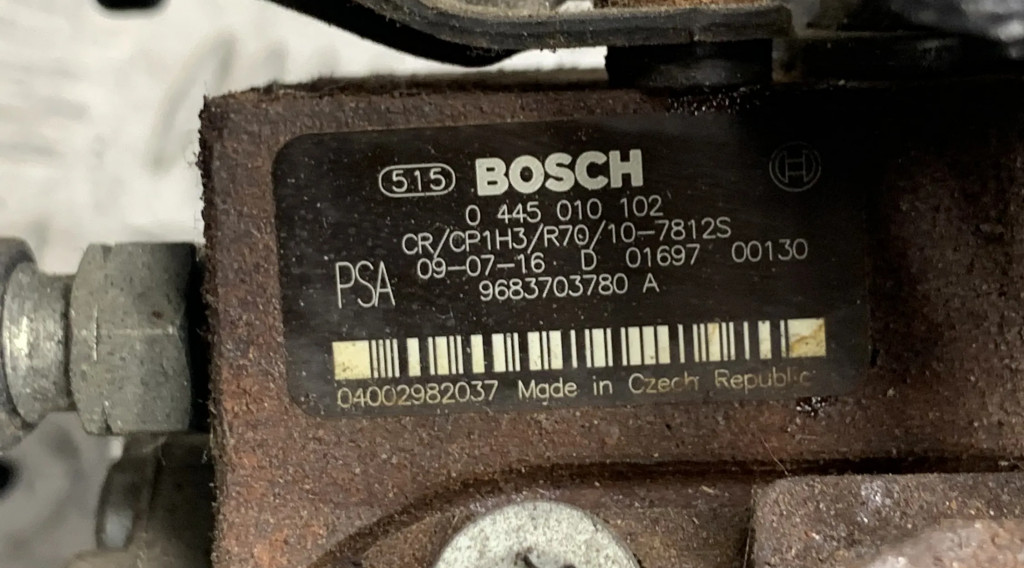 515 BOSCH
0 445 010 102
CR/CP1H3/R70/10-7812S
PSA 09-07-16 D 01697 00130
9683703780 A
04002982037 Made in Czech Republic